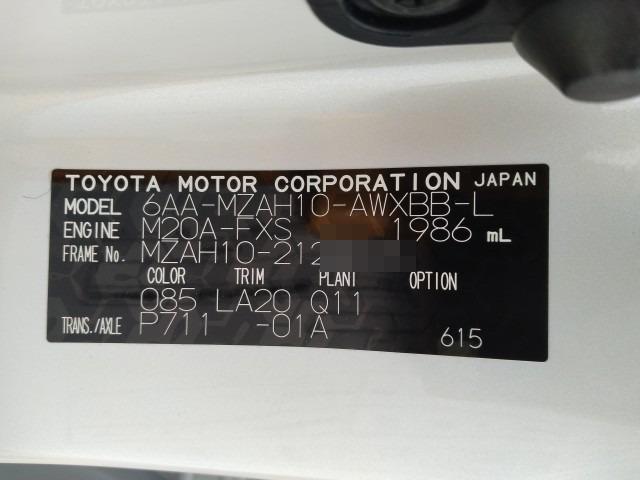 TOYOTA MOTOR CORPORATION JAPAN
MODEL 6AA-MZAH10-AWXBB-L
ENGINE M20A-FXS 1986 mL
FRAME No. MZAH10-212
COLOR TRIM PLANT OPTION
085 LA20 Q11
TRANS./AXLE P711 -01A
615